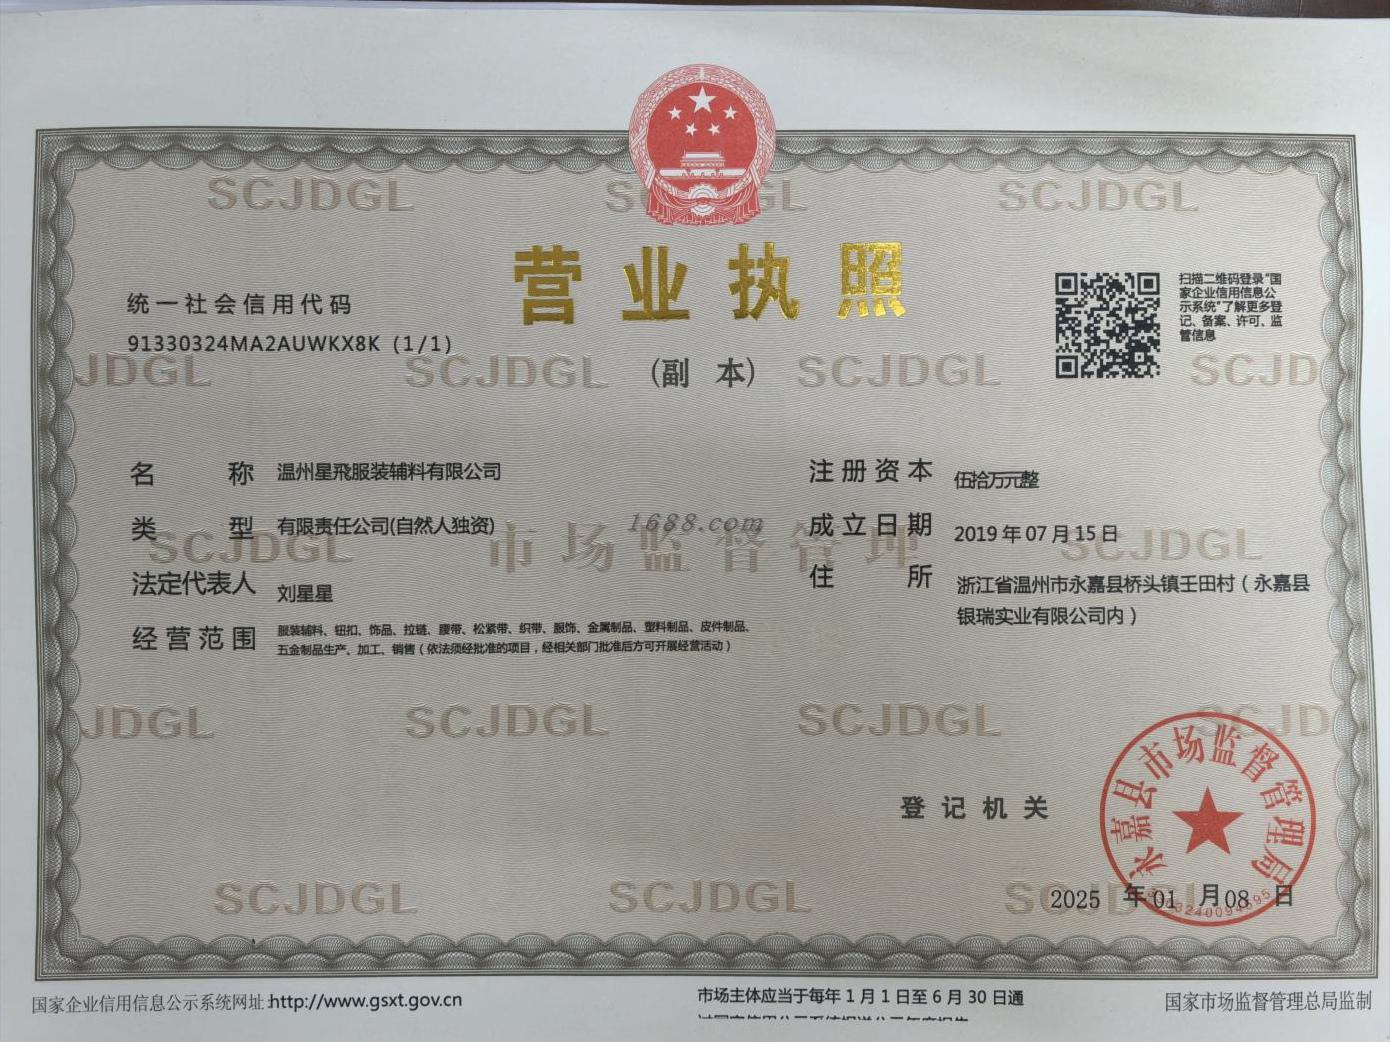 SCJDGL SCJDGL SCJDGL
营业执照
(副 本)
统一社会信用代码
91330324MA2AUWKX8K (1/1)
扫描二维码登录“国
家企业信用信息公
示系统”了解更多登
记、备案、许可、监
管信息
JDGL SCJDGL SCJDGL SCJD
名 称 温州星飛服装辅料有限公司
类 型 有限责任公司(自然人独资)
法定代表人 刘星星
经营范围 服装辅料、钮扣、饰品、拉链、腰带、松紧带、织带、服饰、金属制品、塑料制品、皮件制品、
五金制品生产、加工、销售(依法须经批准的项目,经相关部门批准后方可开展经营活动)
注册资本 伍拾万元整
成立日期 2019年07月15日
住 所 浙江省温州市永嘉县桥头镇壬田村(永嘉县
银瑞实业有限公司内)
1688.com
SCJDGL 市场监督管理 SCJDGL
JDGL SCJDGL SCJDGL SCJD
登记机关
永嘉县市场监督管理局
2025 年 01 月 08 日
SCJDGL SCJDGL SCJDGL
国家企业信用信息公示系统网址:http://www.gsxt.gov.cn
市场主体应当于每年1月1日至6月30日通
国家市场监督管理总局监制